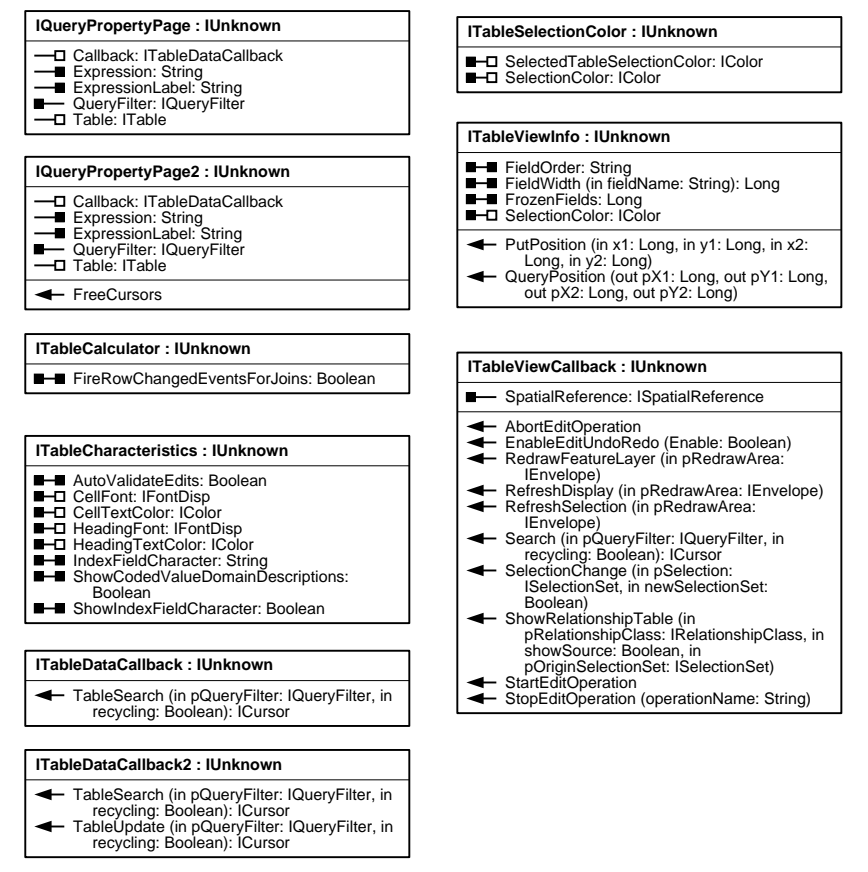 IQueryPropertyPage : IUnknown
Callback: ITableDataCallback
Expression: String
ExpressionLabel: String
QueryFilter: IQueryFilter
Table: ITable
IQueryPropertyPage2 : IUnknown
Callback: ITableDataCallback
Expression: String
ExpressionLabel: String
QueryFilter: IQueryFilter
Table: ITable
FreeCursors
ITableCalculator : IUnknown
FireRowChangedEventsForJoins: Boolean
ITableCharacteristics : IUnknown
AutoValidateEdits: Boolean
CellFont: IFontDisp
CellTextColor: IColor
HeadingFont: IFontDisp
HeadingTextColor: IColor
IndexFieldCharacter: String
ShowCodedValueDomainDescriptions:
Boolean
ShowIndexFieldCharacter: Boolean
ITableDataCallback : IUnknown
TableSearch (in pQueryFilter: IQueryFilter, in
recycling: Boolean): ICursor
ITableDataCallback2 : IUnknown
TableSearch (in pQueryFilter: IQueryFilter, in
recycling: Boolean): ICursor
TableUpdate (in pQueryFilter: IQueryFilter, in
recycling: Boolean): ICursor
ITableSelectionColor : IUnknown
SelectedTableSelectionColor: IColor
SelectionColor: IColor
ITableViewInfo : IUnknown
FieldOrder: String
FieldWidth (in fieldName: String): Long
FrozenFields: Long
SelectionColor: IColor
PutPosition (in x1: Long, in y1: Long, in x2:
Long, in y2: Long)
QueryPosition (out pX1: Long, out pY1: Long,
out pX2: Long, out pY2: Long)
ITableViewCallback : IUnknown
SpatialReference: ISpatialReference
AbortEditOperation
EnableEditUndoRedo (Enable: Boolean)
RedrawFeatureLayer (in pRedrawArea:
IEnvelope)
RefreshDisplay (in pRedrawArea: IEnvelope)
RefreshSelection (in pRedrawArea:
IEnvelope)
Search (in pQueryFilter: IQueryFilter, in
recycling: Boolean): ICursor
SelectionChange (in pSelection:
ISelectionSet, in newSelectionSet:
Boolean)
ShowRelationshipTable (in
pRelationshipClass: IRelationshipClass, in
showSource: Boolean, in
pOriginSelectionSet: ISelectionSet)
StartEditOperation
StopEditOperation (operationName: String)